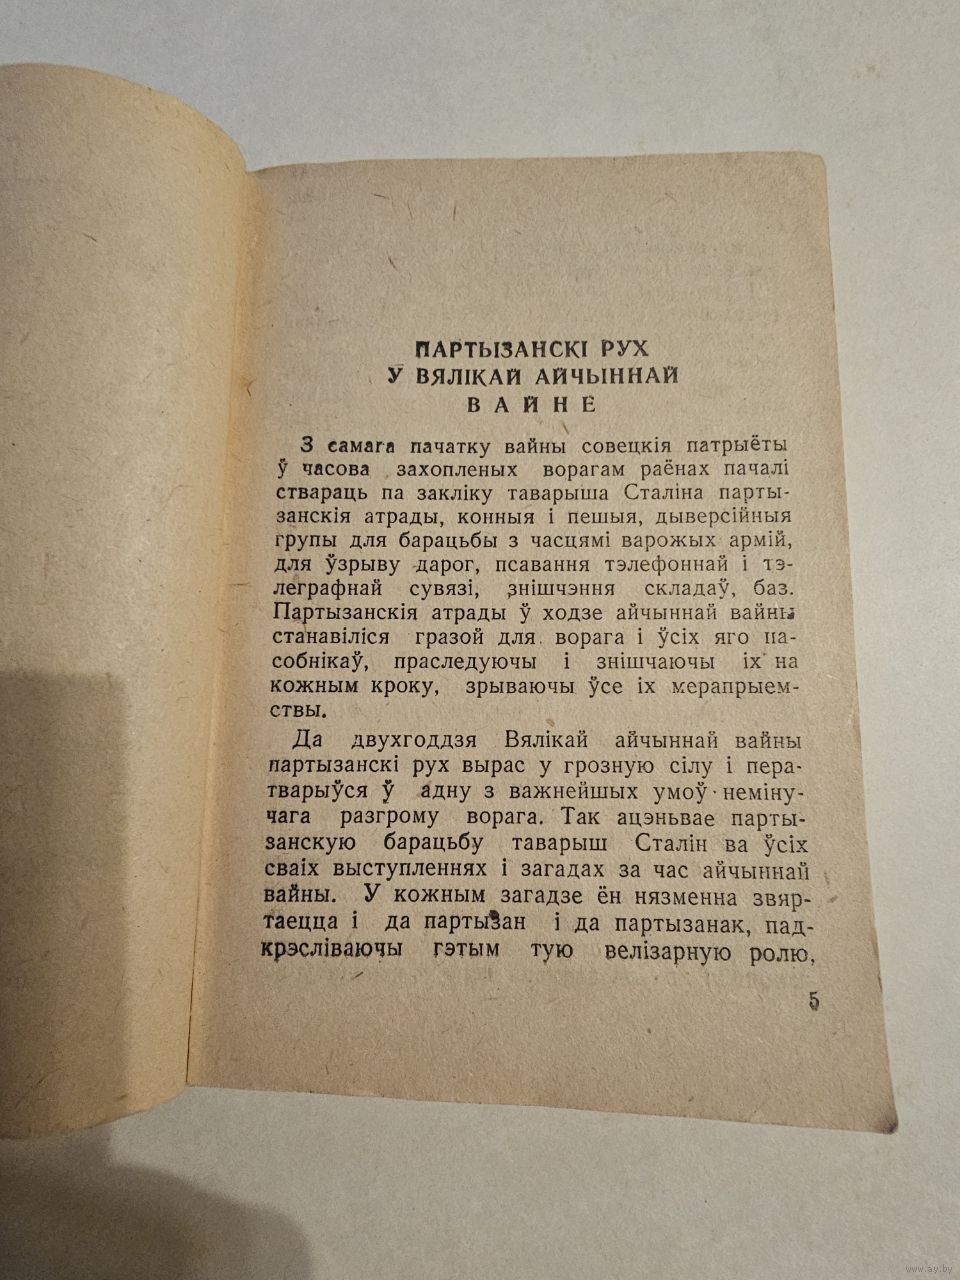 ПАРТЫЗАНСКІ РУХ
У ВЯЛІКАЙ АЙЧЫННАЙ
ВАЙНЕ
З самага пачатку вайны совецкія патрыёты
ў часова захопленых ворагам раёнах пачалі
ствараць па закліку таварыша Сталіна парты-
занскія атрады, конныя і пешыя, дыверсійныя
групы для барацьбы з часцямі варожых армій,
для ўзрыву дарог, псавання тэлефоннай і тэ-
леграфнай сувязі, знішчэння складаў, баз.
Партызанскія атрады ў ходзе айчыннай вайны
станавіліся гразой для ворага і ўсіх яго па-
собнікаў, праследуючы і знішчаючы іх на
кожным кроку, зрываючы ўсе іх мерапрыем-
ствы.
Да двухгоддзя Вялікай айчыннай вайны
партызанскі рух вырас у грозную сілу і пера-
тварыўся ў адну з важнейшых умоў немінy-
чага разгрому ворага. Так ацэньвае парты-
занскую барацьбу таварыш Сталін ва ўсіх
сваіх выступленнях і загадах за час айчыннай
вайны. У кожным загадзе ён нязменна звяр-
таецца і да партызан і да партызанак, пад-
крэсліваючы гэтым тую велізарную ролю,
5
www.ay.by